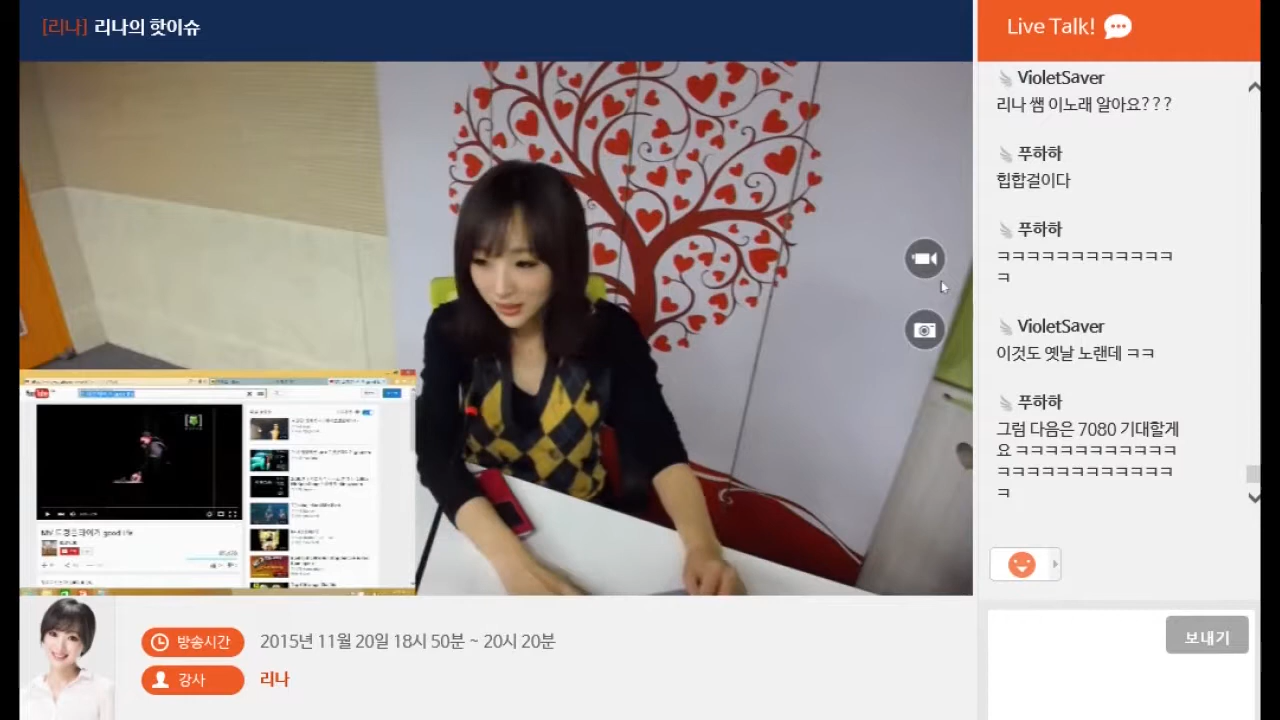 [리나] 리나의 핫이슈
Live Talk!
VioletSaver
리나 쌤 이노래 알아요???
푸하하
힙합걸이다
푸하하
ㅋㅋㅋㅋㅋㅋㅋㅋㅋㅋㅋㅋ
ㅋ
VioletSaver
이것도 옛날 노랜데 ㅋㅋ
푸하하
그럼 다음은 7080 기대할게
요 ㅋㅋㅋㅋㅋㅋㅋㅋㅋㅋㅋ
ㅋㅋㅋㅋㅋㅋㅋㅋㅋㅋㅋㅋ
ㅋ
good life
방송시간 2015년 11월 20일 18시 50분 ~ 20시 20분
강사 리나
보내기